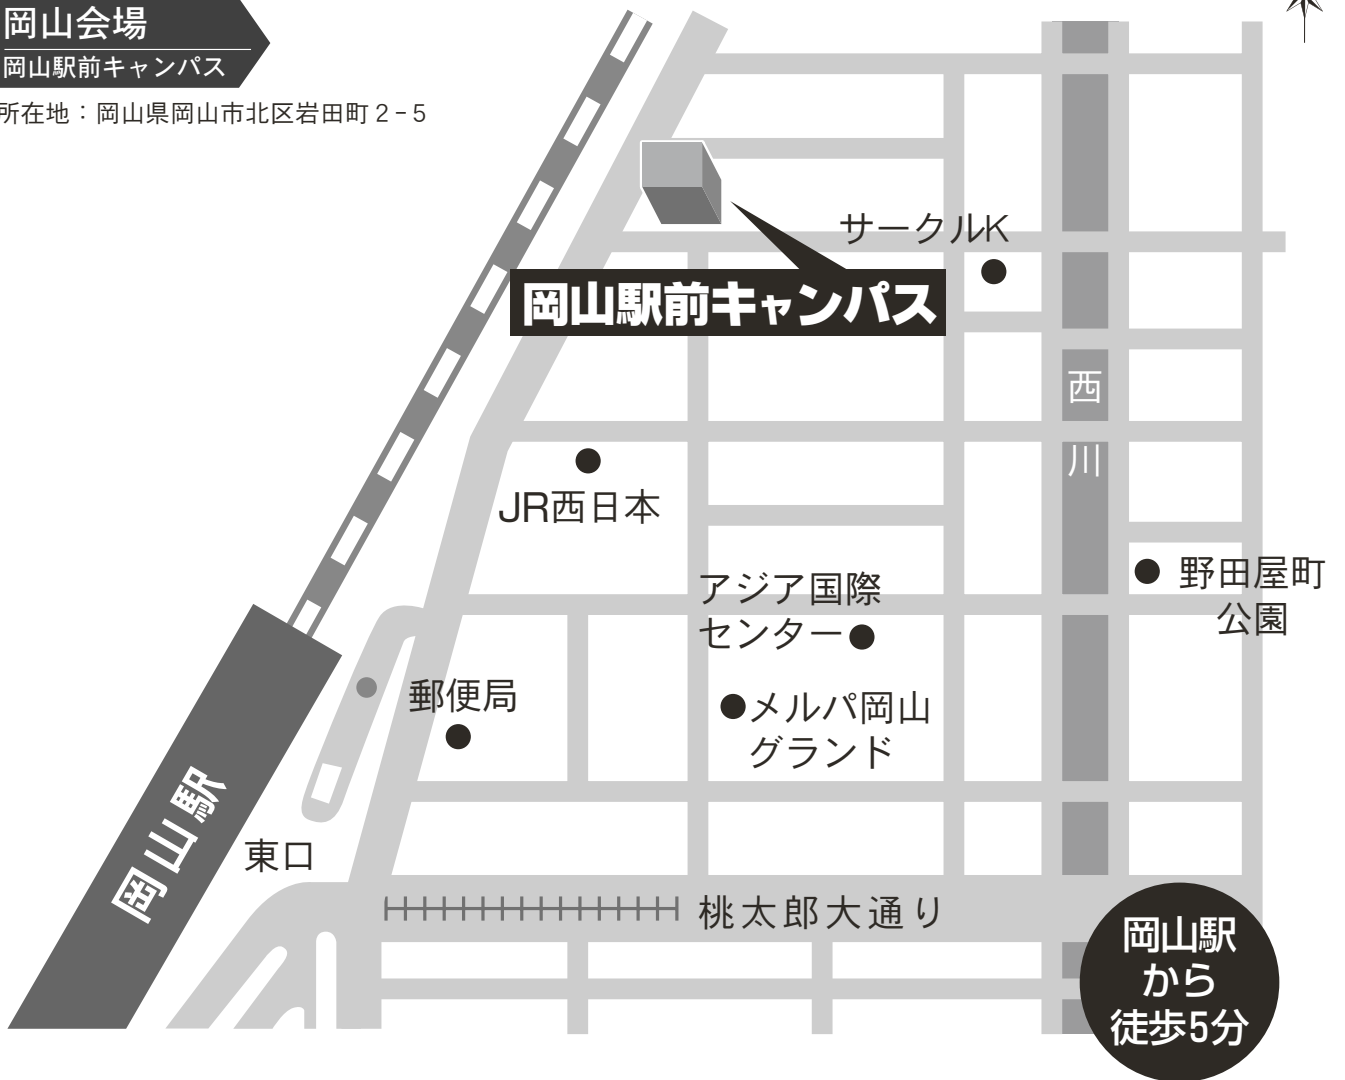 岡山会場
岡山駅前キャンパス
所在地：岡山県岡山市北区岩田町２−５
サークルK
岡山駅前キャンパス
西川
JR西日本
アジア国際
センター
野田屋町
公園
郵便局
メルパ岡山
グランド
岡山駅
東口
桃太郎大通り
岡山駅
から
徒歩5分